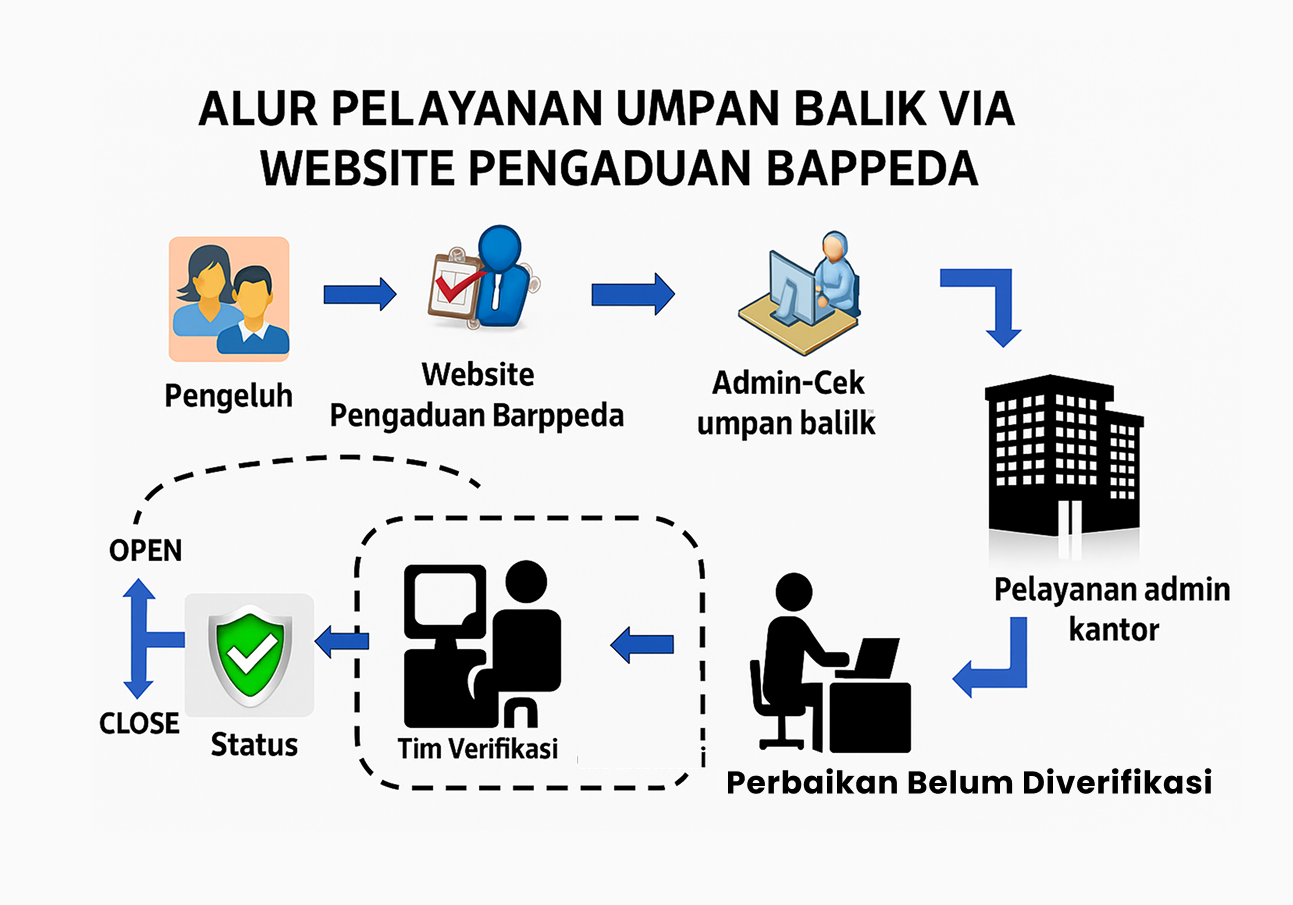 ALUR PELAYANAN UMPAN BALIK VIA
WEBSITE PENGADUAN BAPPEDA
Pengeluh
Website
Pengaduan Barppeda
Admin-Cek
umpan balilk
Pelayanan admin
kantor
OPEN
CLOSE
Status
Tim Verifikasi
Perbaikan Belum Diverifikasi